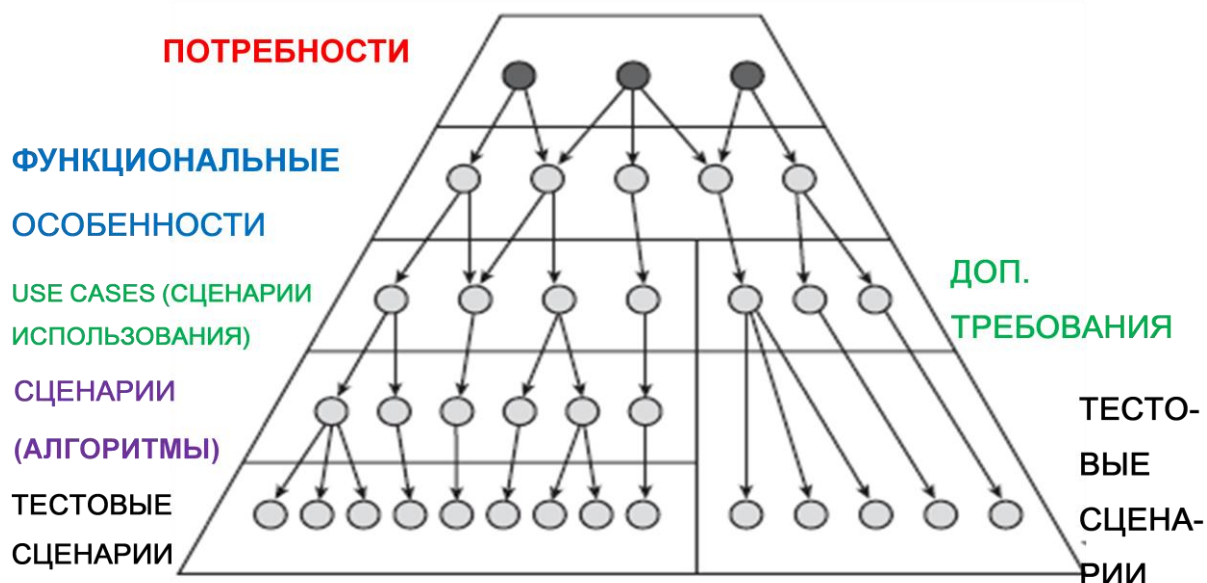 ПОТРЕБНОСТИ
ФУНКЦИОНАЛЬНЫЕ
ОСОБЕННОСТИ
USE CASES (СЦЕНАРИИ
ИСПОЛЬЗОВАНИЯ)
СЦЕНАРИИ
(АЛГОРИТМЫ)
ТЕСТОВЫЕ
СЦЕНАРИИ
ДОП.
ТРЕБОВАНИЯ
ТЕСТО-
ВЫЕ
СЦЕНА-
РИИ